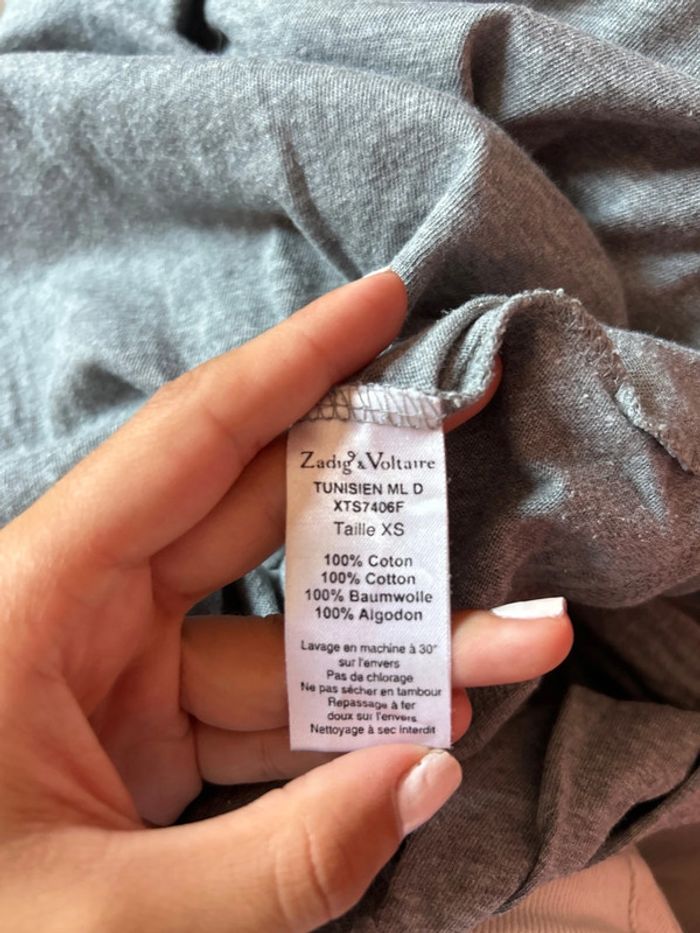 Zadig&Voltaire
TUNISIEN ML D
XTS7406F
Taille XS
100% Coton
100% Cotton
100% Baumwolle
100% Algodon
Lavage en machine à 30°
sur l'envers
Pas de chlorage
Ne pas sécher en tambour
Repassage à fer
doux sur l'envers
Nettoyage à sec interdit